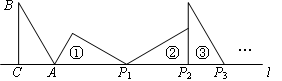 B
① ② ③ …
C A P₁ P₂ P₃ l